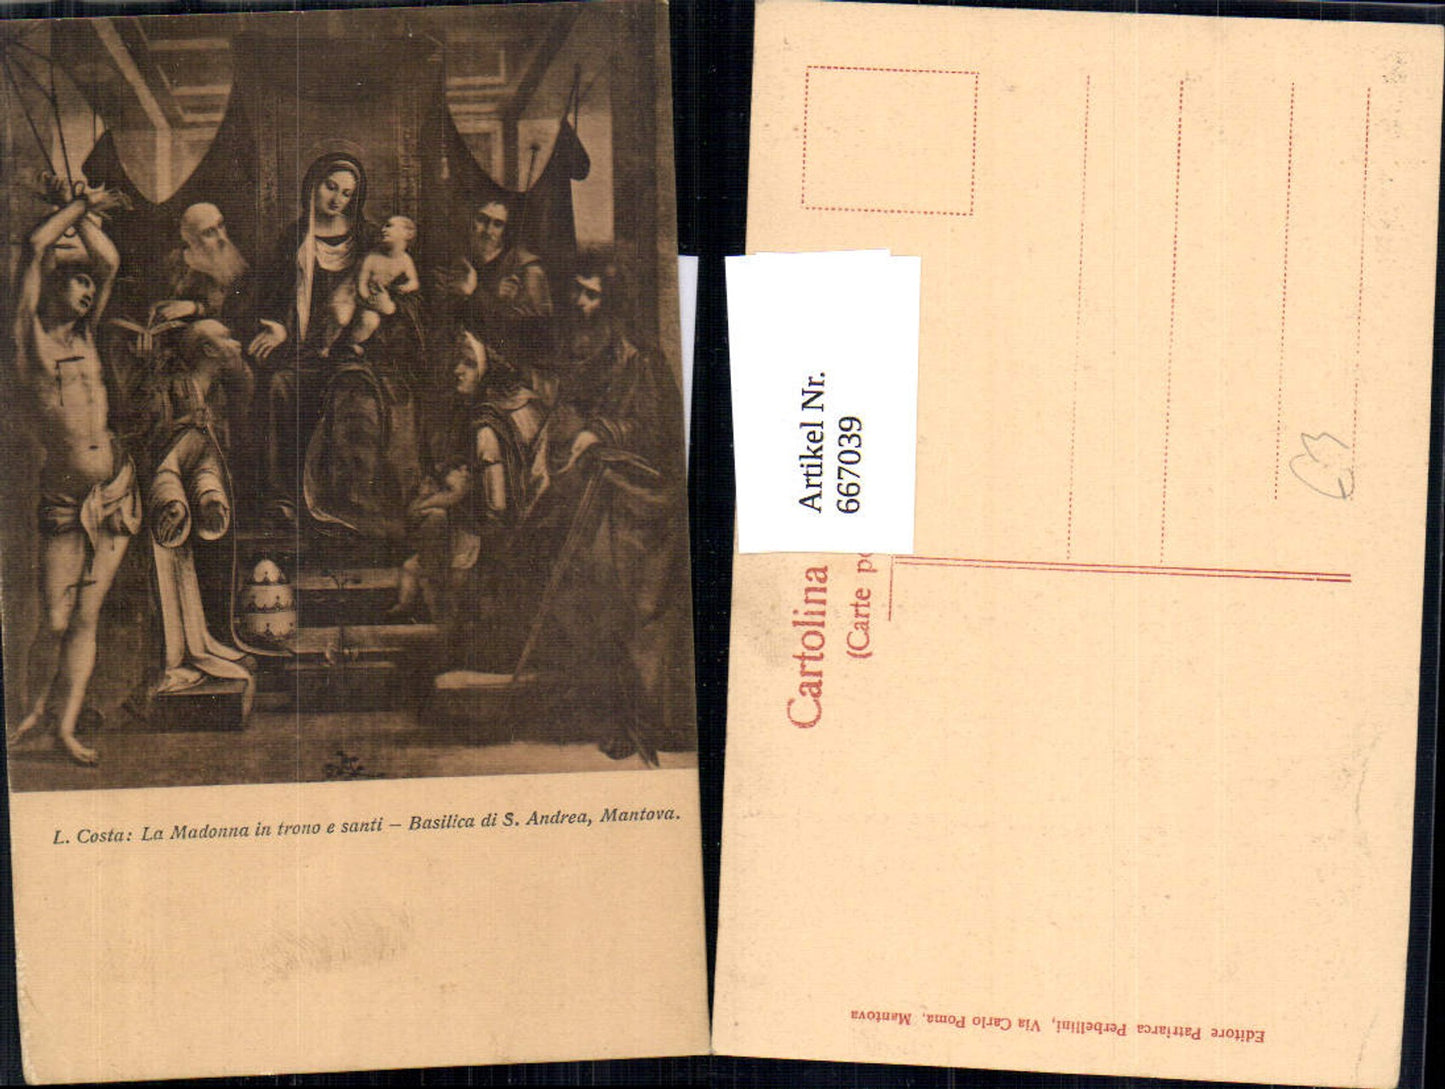 L. Costa: La Madonna in trono e santi — Basilica di S. Andrea, Mantova.
Artikel Nr.
667039
Cartolina
(Carte po
Editore Patriarca Perbellini, Via Carlo Poma, Mantova